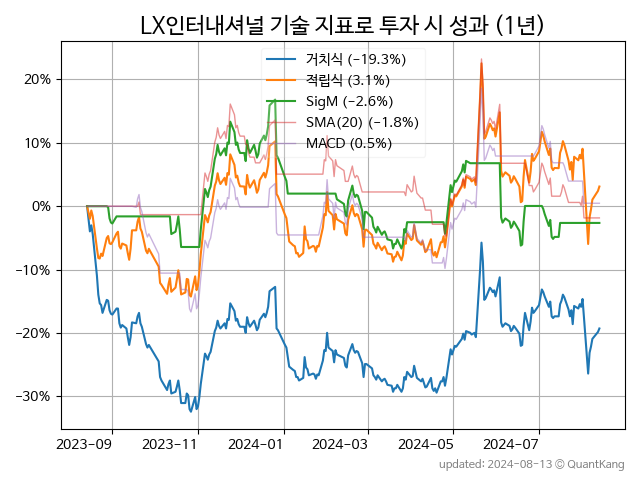 LX인터내셔널 기술 지표로 투자 시 성과 (1년)
거치식 (−19.3%)
적립식 (3.1%)
SigM (−2.6%)
SMA(20) (−1.8%)
MACD (0.5%)
20%
10%
0%
−10%
−20%
−30%
2023-09 2023-11 2024-01 2024-03 2024-05 2024-07
updated: 2024-08-13 ⓒ QuantKang